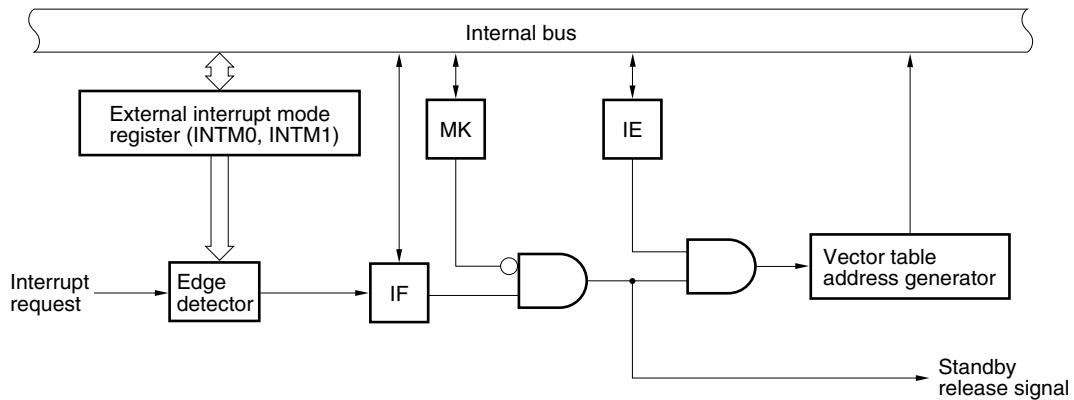 Internal bus
External interrupt mode
register (INTM0, INTM1)
MK
IE
Interrupt
request
Edge
detector
IF
Vector table
address generator
Standby
release signal